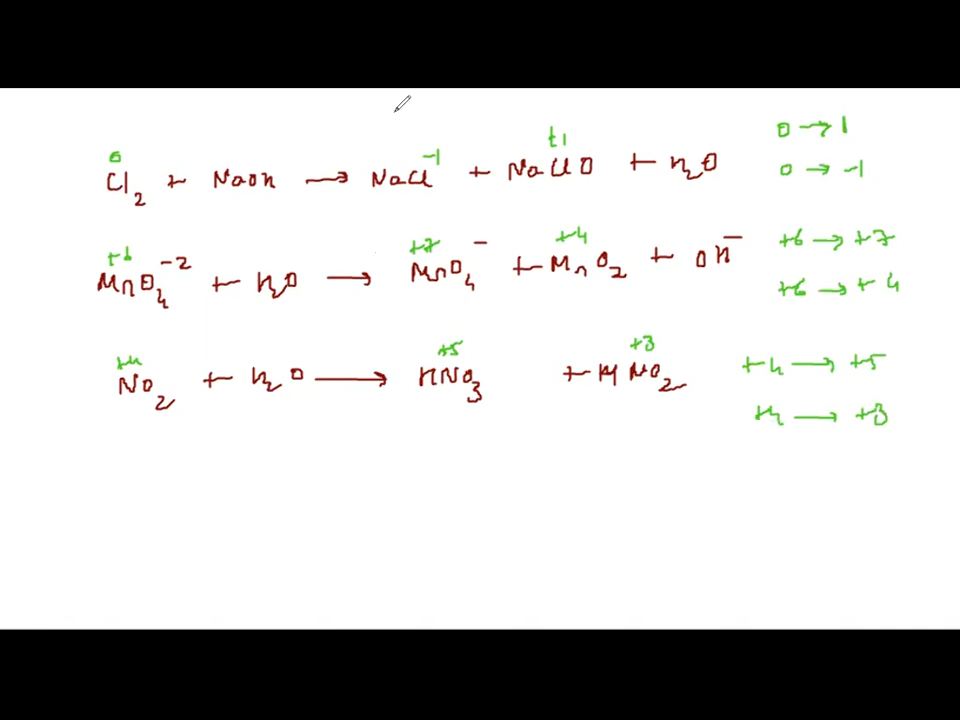 0 +1 0 → 1
Cl2 + NaOH → NaCl-1 + NaClO + H2O 0 → -1
+6 +7 +4 +6 → +7
MnO4-2 + H2O → MnO4- + MnO2 + OH- +6 → +4
+4 +5 +3 +4 → +5
NO2 + H2O → HNO3 + HNO2 +4 → +3